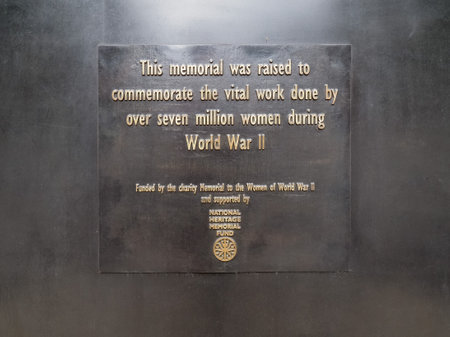 This memorial was raised to
commemorate the vital work done by
over seven million women during
World War II
Funded by the charity Memorial to the Women of World War II
and supported by
NATIONAL
HERITAGE
MEMORIAL
FUND